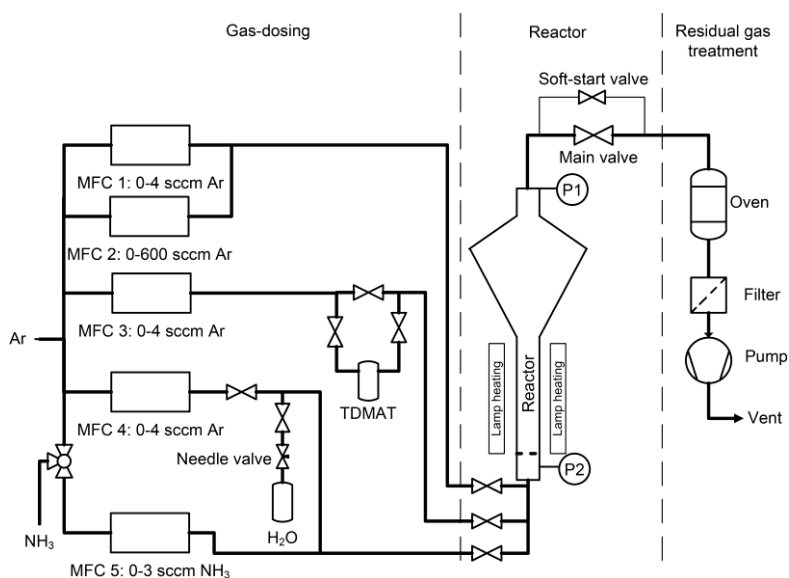 Gas-dosing
Reactor
Residual gas
treatment
Soft-start valve
Main valve
MFC 1: 0-4 sccm Ar
P1
Oven
MFC 2: 0-600 sccm Ar
Filter
MFC 3: 0-4 sccm Ar
Ar
Pump
TDMAT
Lamp heating
Reactor
Lamp heating
Vent
MFC 4: 0-4 sccm Ar
Needle valve
P2
H₂O
NH₃
MFC 5: 0-3 sccm NH₃